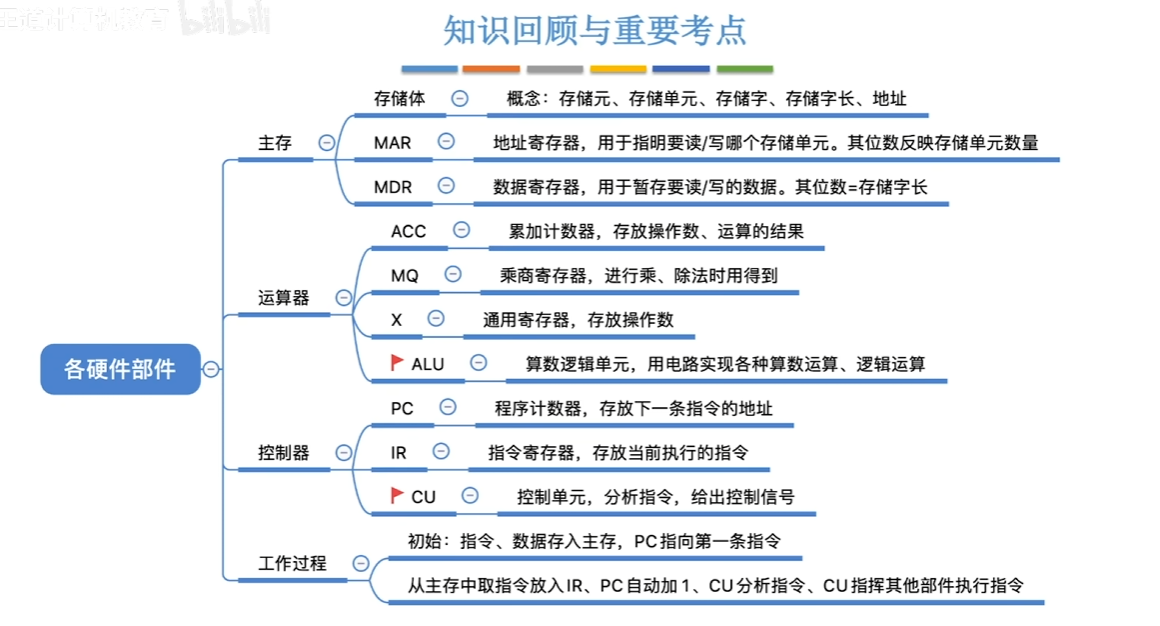 bilibili
知识回顾与重要考点
各硬件部件
主存
存储体
概念：存储元、存储单元、存储字、存储字长、地址
MAR
地址寄存器，用于指明要读/写哪个存储单元。其位数反映存储单元数量
MDR
数据寄存器，用于暂存要读/写的数据。其位数=存储字长
运算器
ACC
累加计数器，存放操作数、运算的结果
MQ
乘商寄存器，进行乘、除法时用得到
X
通用寄存器，存放操作数
ALU
算数逻辑单元，用电路实现各种算数运算、逻辑运算
控制器
PC
程序计数器，存放下一条指令的地址
IR
指令寄存器，存放当前执行的指令
CU
控制单元，分析指令，给出控制信号
工作过程
初始：指令、数据存入主存，PC指向第一条指令
从主存中取指令放入IR、PC自动加1、CU分析指令、CU指挥其他部件执行指令